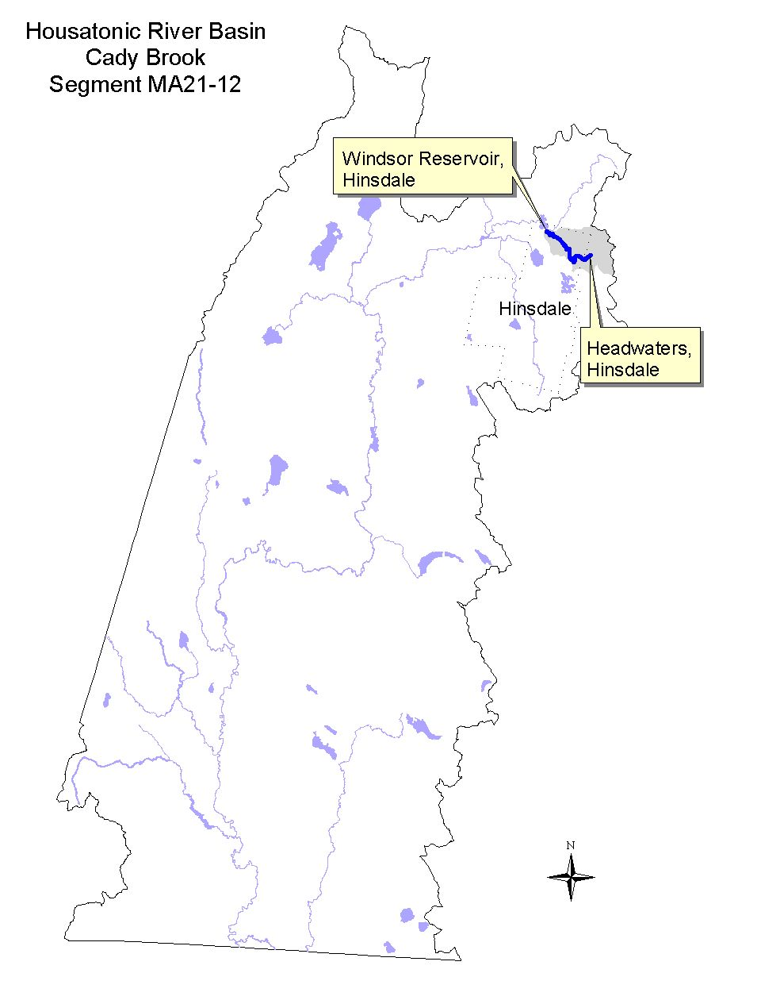 Housatonic River Basin
Cady Brook
Segment MA21-12
Windsor Reservoir,
Hinsdale
Hinsdale
Headwaters,
Hinsdale
N